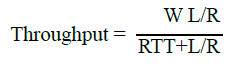 Throughput = W L/R
RTT+L/R